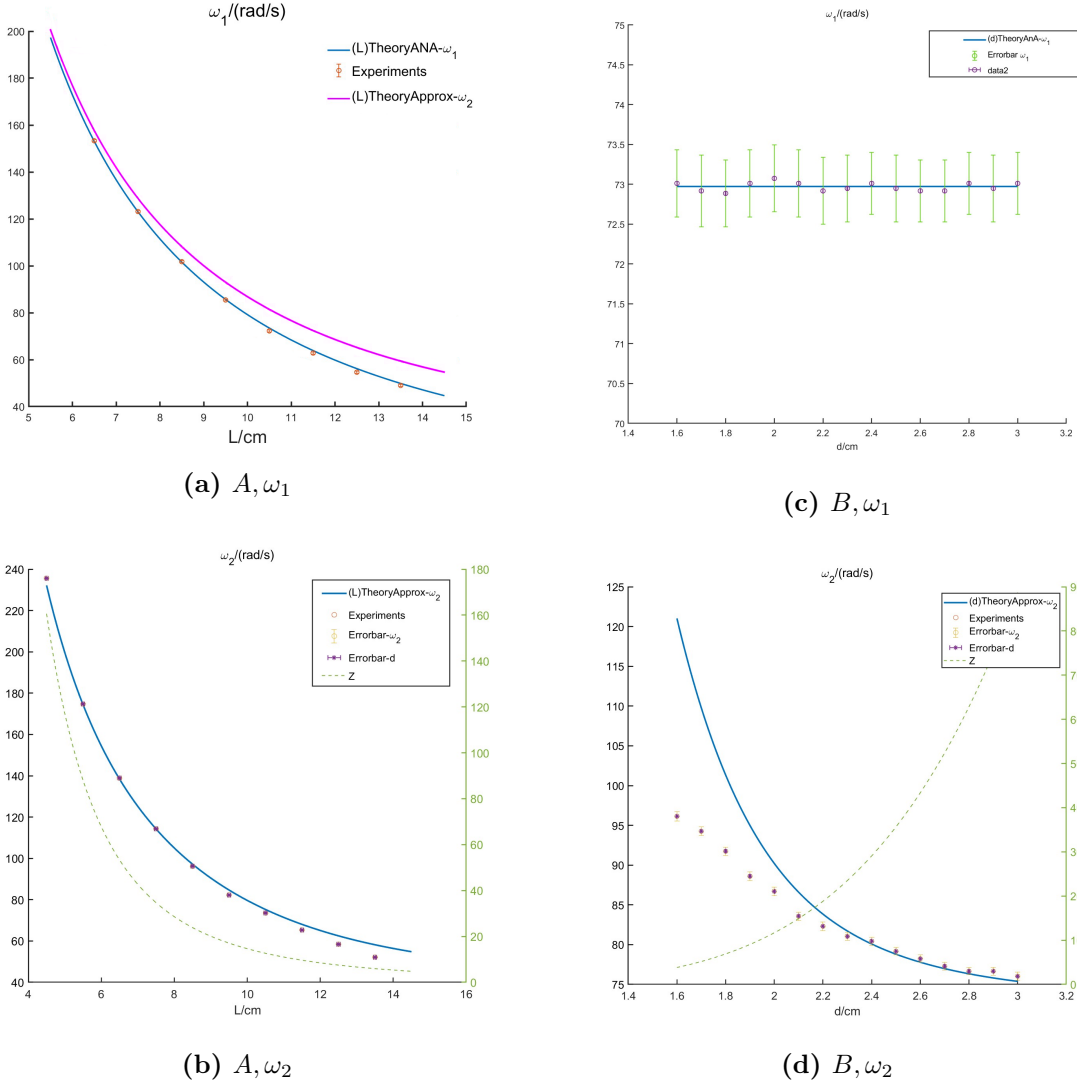 ω₁/(rad/s)
200
180
160
140
120
100
80
60
40
5 6 7 8 9 10 11 12 13 14 15
L/cm
(L)TheoryANA-ω₁
Experiments
(L)TheoryApprox-ω₂
(a) A, ω₁
ω₁/(rad/s)
75
74.5
74
73.5
73
72.5
72
71.5
71
70.5
70
1.4 1.6 1.8 2 2.2 2.4 2.6 2.8 3 3.2
d/cm
(d)TheoryAnA-ω₁
Errorbar ω₁
data2
(c) B, ω₁
ω₂/(rad/s)
240
220
200
180
160
140
120
100
80
60
40
4 6 8 10 12 14 16
L/cm
180
160
140
120
100
80
60
40
20
0
(L)TheoryApprox-ω₂
Experiments
Errorbar-ω₂
Errorbar-d
Z
(b) A, ω₂
ω₂/(rad/s)
125
120
115
110
105
100
95
90
85
80
75
1.4 1.6 1.8 2 2.2 2.4 2.6 2.8 3 3.2
d/cm
9
8
7
6
5
4
3
2
1
0
(d)TheoryApprox-ω₂
Experiments
Errorbar-ω₂
Errorbar-d
Z
(d) B, ω₂